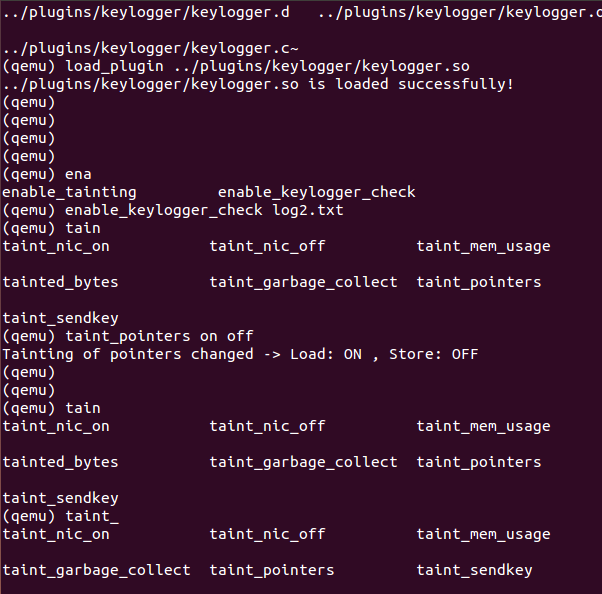 ../plugins/keylogger/keylogger.d   ../plugins/keylogger/keylogger.o
../plugins/keylogger/keylogger.c~
(qemu) load_plugin ../plugins/keylogger/keylogger.so
../plugins/keylogger/keylogger.so is loaded successfully!
(qemu)
(qemu)
(qemu)
(qemu)
(qemu) ena
enable_tainting         enable_keylogger_check
(qemu) enable_keylogger_check log2.txt
(qemu) tain
taint_nic_on           taint_nic_off          taint_mem_usage
tainted_bytes          taint_garbage_collect  taint_pointers
taint_sendkey
(qemu) taint_pointers on off
Tainting of pointers changed -> Load: ON , Store: OFF
(qemu)
(qemu)
(qemu) tain
taint_nic_on           taint_nic_off          taint_mem_usage
tainted_bytes          taint_garbage_collect  taint_pointers
taint_sendkey
(qemu) taint_
taint_nic_on           taint_nic_off          taint_mem_usage
taint_garbage_collect  taint_pointers         taint_sendkey